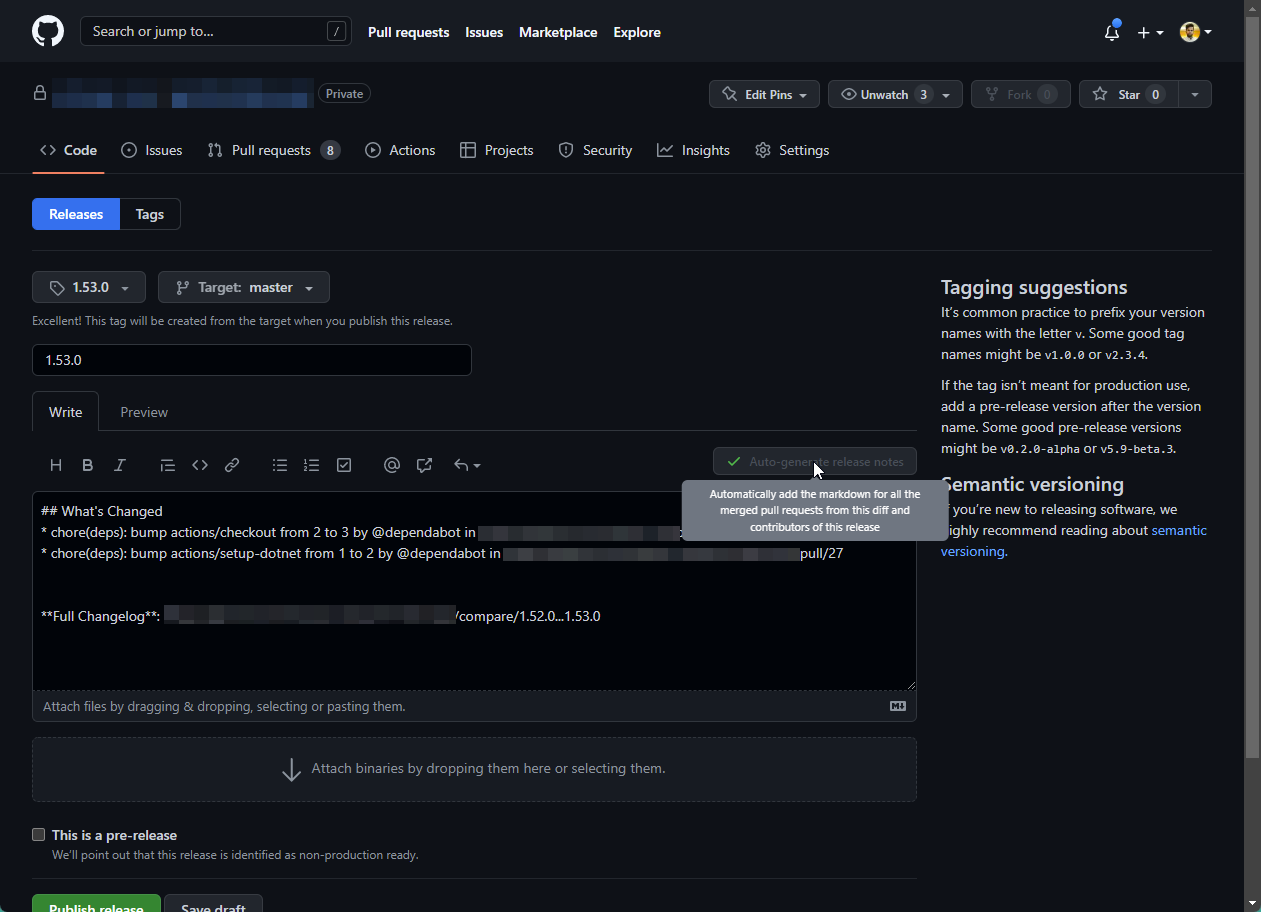 Search or jump to... /
Pull requests Issues Marketplace Explore
Private
Edit Pins Unwatch 3 Fork 0 Star 0
Code Issues Pull requests 8 Actions Projects Security Insights Settings
Releases Tags
1.53.0 Target: master
Excellent! This tag will be created from the target when you publish this release.
1.53.0
Write Preview
H B I
Auto-generate release notes
Automatically add the markdown for all the
merged pull requests from this diff and
contributors of this release
## What's Changed
* chore(deps): bump actions/checkout from 2 to 3 by @dependabot in
* chore(deps): bump actions/setup-dotnet from 1 to 2 by @dependabot in pull/27
**Full Changelog**: /compare/1.52.0...1.53.0
Attach files by dragging & dropping, selecting or pasting them.
Attach binaries by dropping them here or selecting them.
This is a pre-release
We'll point out that this release is identified as non-production ready.
Publish release Save draft
Tagging suggestions
It's common practice to prefix your version
names with the letter v. Some good tag
names might be v1.0.0 or v2.3.4.
If the tag isn't meant for production use,
add a pre-release version after the version
name. Some good pre-release versions
might be v0.2.0-alpha or v5.9-beta.3.
Semantic versioning
If you're new to releasing software, we
highly recommend reading about semantic
versioning.